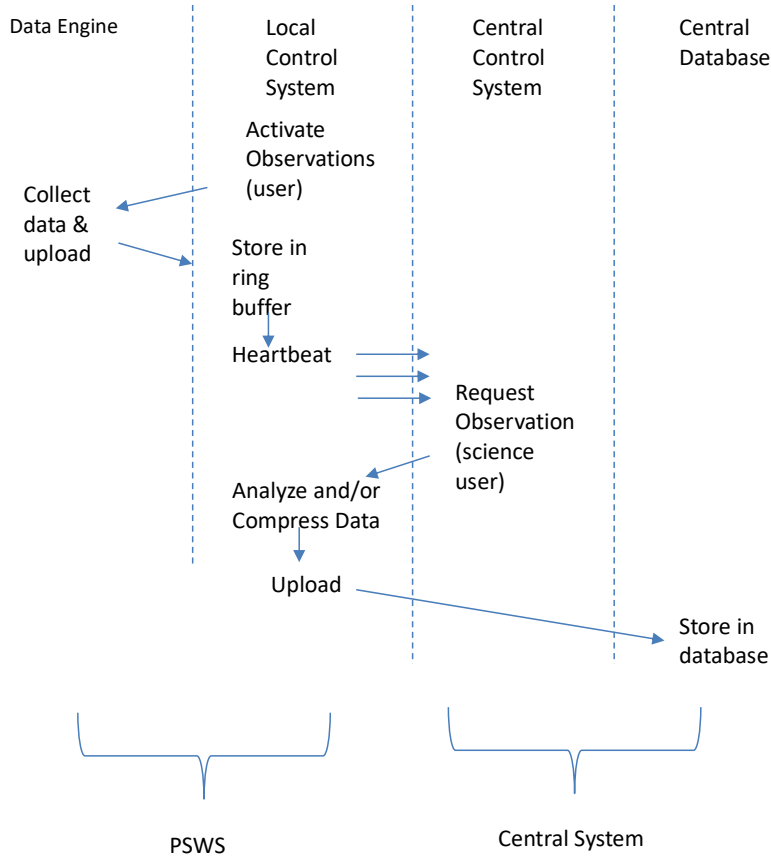 Data Engine
Local
Control
System
Central
Control
System
Central
Database
Activate
Observations
(user)
Collect
data &
upload
Store in
ring
buffer
Heartbeat
Request
Observation
(science
user)
Analyze and/or
Compress Data
Upload
Store in
database
PSWS
Central System